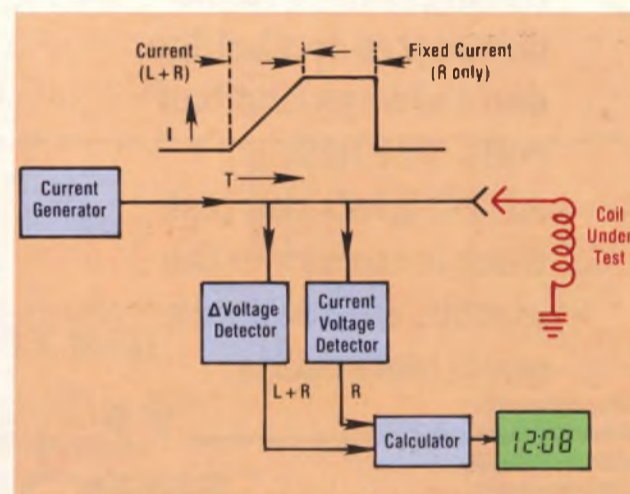 Current
(L + R)
Fixed Current
(R only)
I
T
Current
Generator
Coil
Under
Test
ΔVoltage
Detector
Current
Voltage
Detector
L + R
R
Calculator
12:08